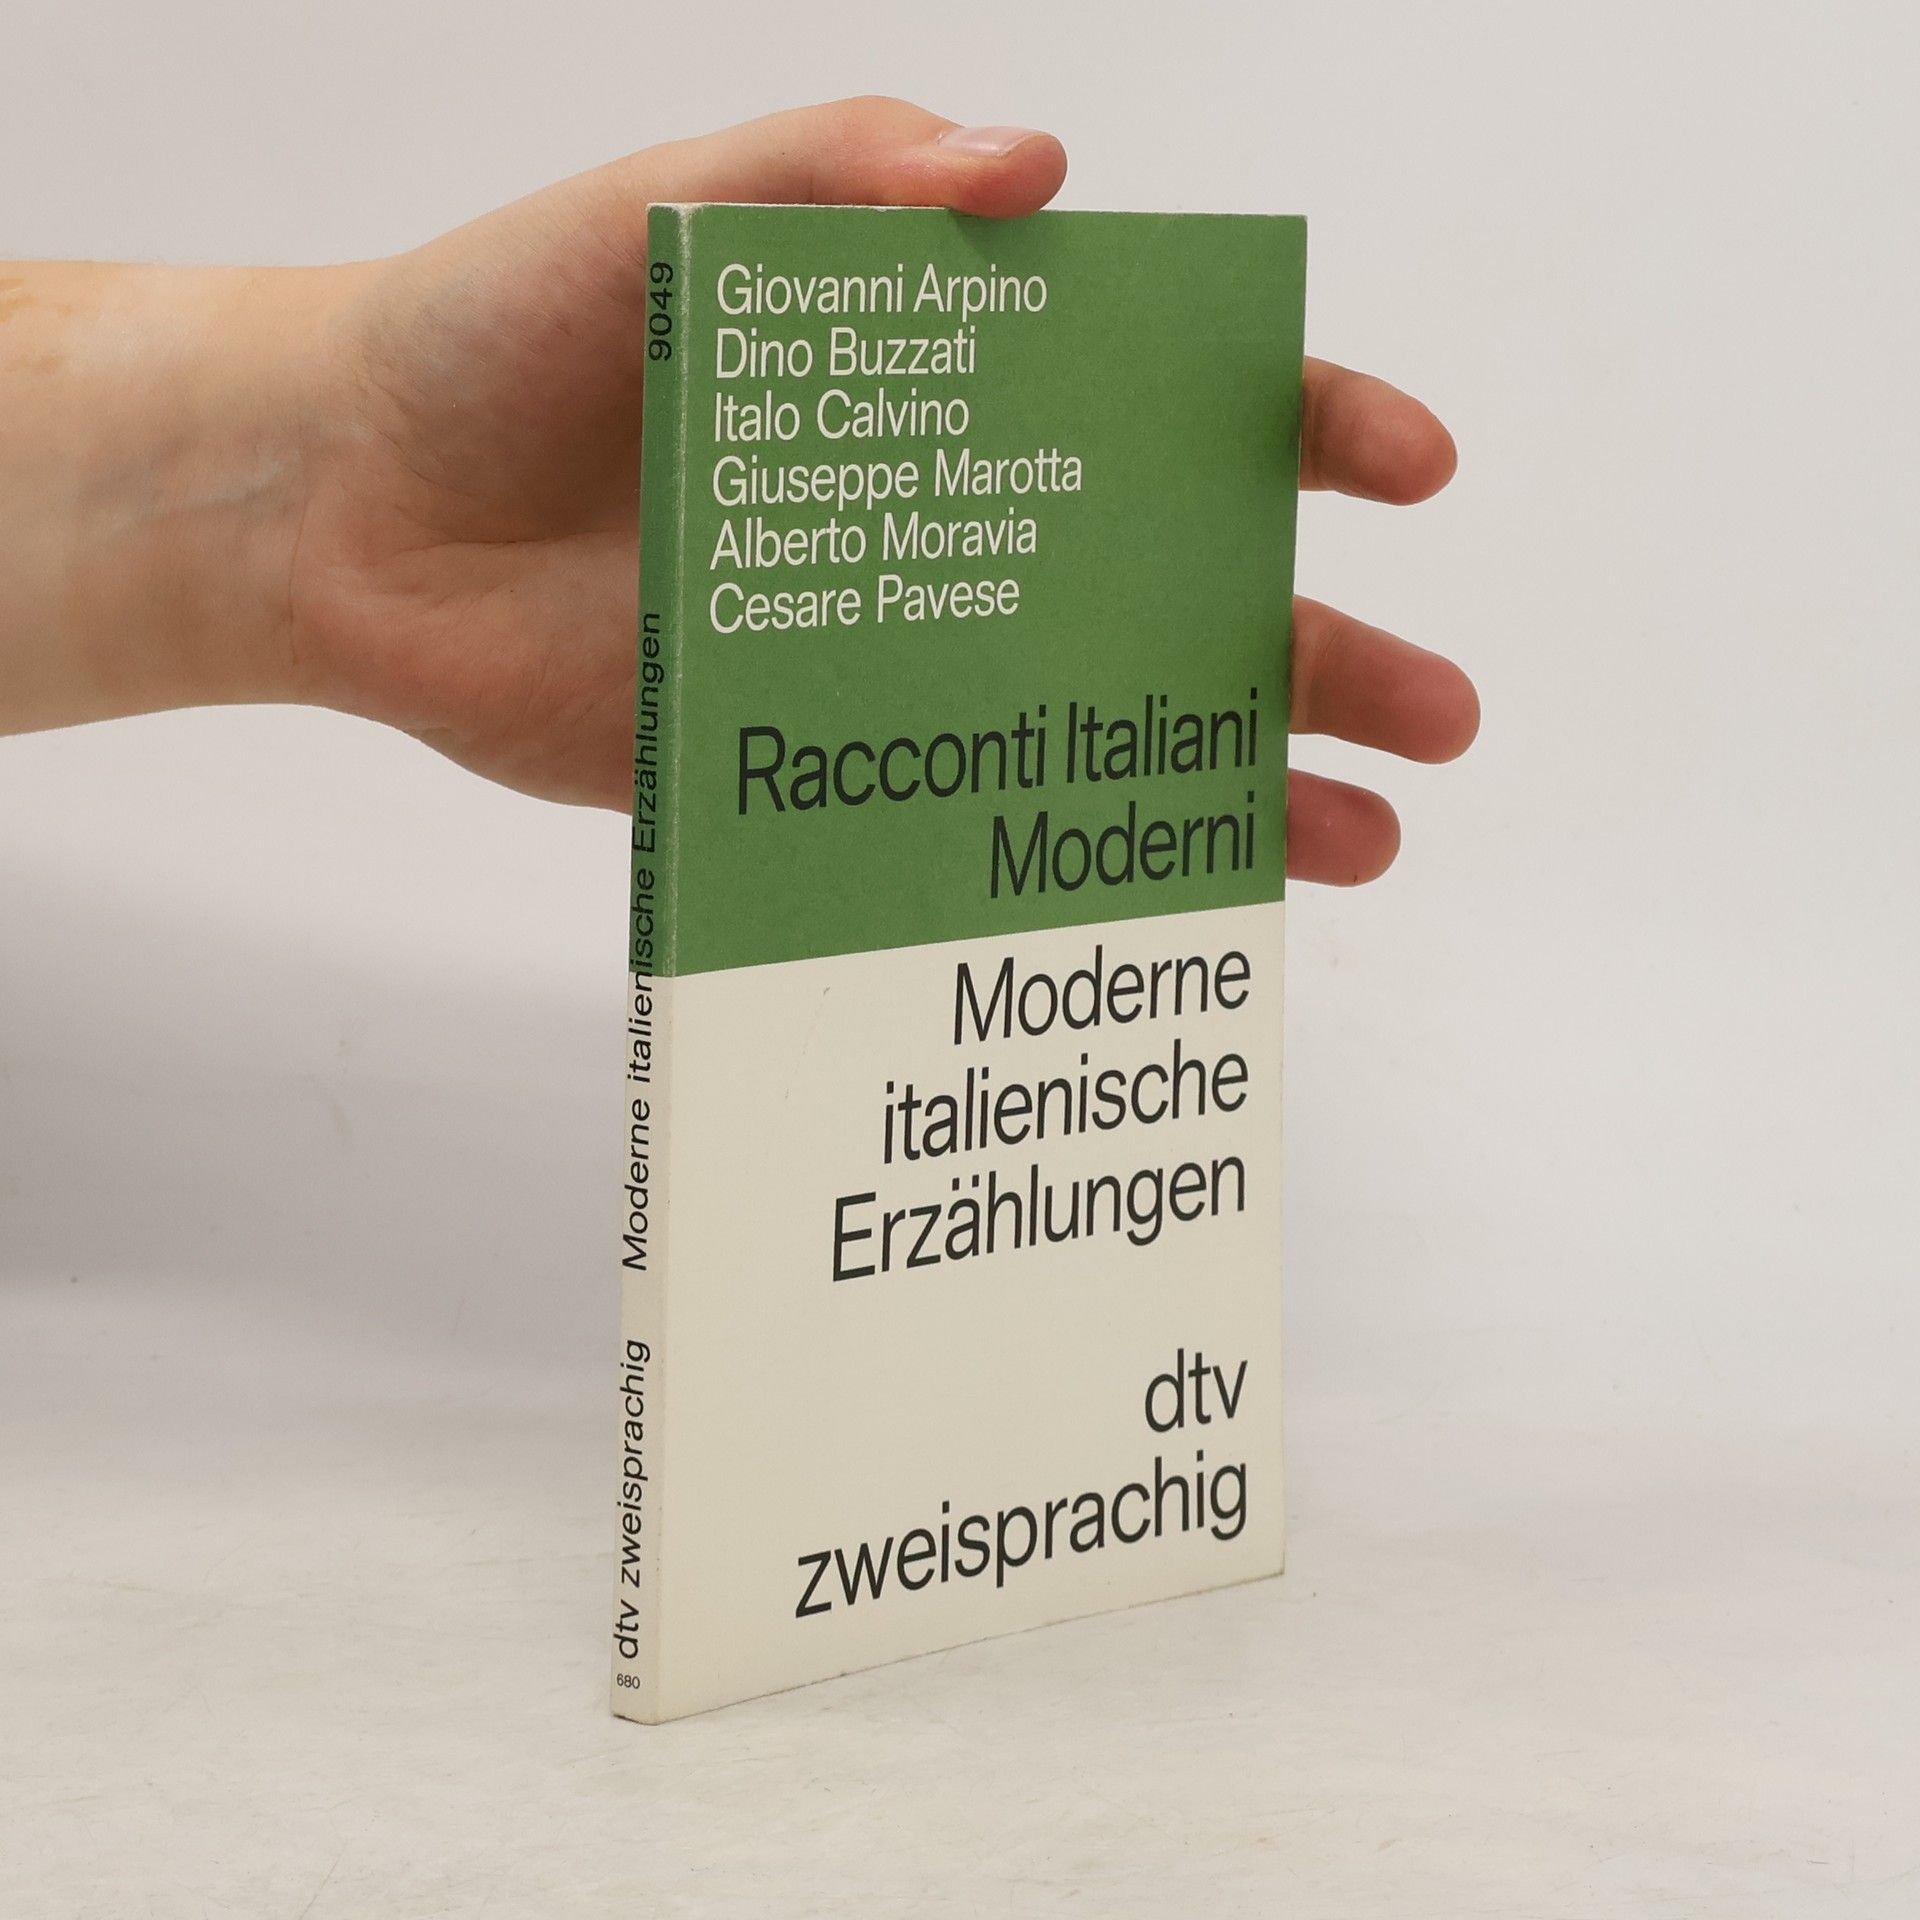 Giovanni Arpino
Dino Buzzati
Italo Calvino
Giuseppe Marotta
Alberto Moravia
Cesare Pavese
Racconti Italiani
Moderni
Moderne
italienische
Erzählungen
dtv
zweisprachig
dtv zweisprachig Moderne italienische Erzählungen 9049
680